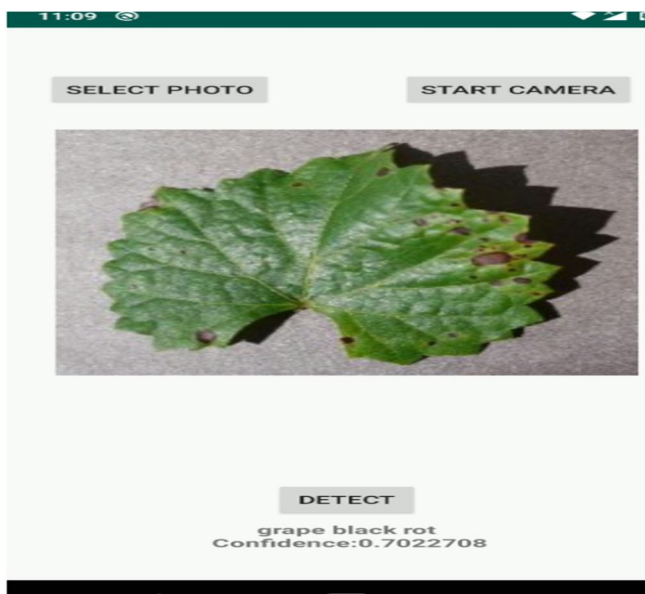 11:09
SELECT PHOTO
START CAMERA
DETECT
grape black rot
Confidence:0.7022708